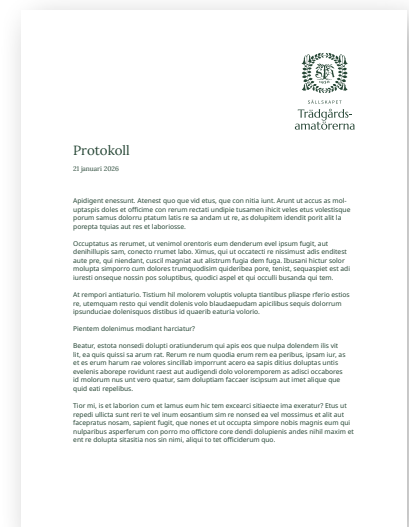 SÄLLSKAPET
Trädgårds-
amatörerna
Protokoll
21 januari 2026
Apidigent enessunt. Atenest quo que vid etus, que con nitia iunt. Arunt ut accus ax mol-
uptaspis doles et officime con rerum rectati undipie tusamen ihicit veles etus volestisque
porum samus dolorru ptatum latis re sa andam ut re, as dolupitem idendit porit alit la
porepta tquias aut res et laboriosse.
Occuptatus as rerumet, ut venimol orentoris eum denderum evel ipsum fugit, aut
denihillupis sam, conecto rrumet labo. Ximus, qui ut occatecti re nissimust adis enditest
aute pre, qui niendant, cuscil magniat aut alistrum fugia dem fuga. Ibusani hictur solor
molupta simporro cum dolores trumquodisim quideribea pore, tenist, sequaspiet est adi
iuresti onseque nossin pos soluptibus, quodici aspel et qui occulli busanda qui tem.
At rempori antiaturio. Tistium hil molorem voluptis volupta tiantibus pliaspe rferio estios
re, utemquam resto qui vendit dolenis volo blaudaepudam apicilibus sequis dolorrum
ipsunduciae dolenisquos distibus id quaerib eaturia volorio.
Pientem dolenimus modiant harciatur?
Beatur, estota nonsedi dolupti oratiunderum qui apis eos que nulpa dolendem ilis vit
lit, ea quis quissi sa arum rat. Rerum re num quodia erum rem ea peribus, ipsam iur, as
et es erum harum rae volores sincillab imporrunt acero ea sapis ditius doluptas untis
evelenis aborepe rovidunt raest aut audigendi dolo voloremporem as adisci occabores
id molorum nus unt vero quatur, sam doluptiam faccaer iscipsum aut imet alique que
quid eati repelibus.
Tior mi, is et laborion cum et lamus eum hic tem excearci sitiaecte ima exeratur? Etus ut
repedi ullicta sunt reri te vel inum eosantium sim re nonsed ea vel mossimus et alit aut
faceptatus nosam, sapient fugit, que nones et ut occupta simpore nobis magnis eum qui
nulparibus asperferum con porro mo offictore core dendi dolupienis andes nihil maxim et
ent re dolupta sitasitia nos sin nimi, aliqui to tet officiderum quo.